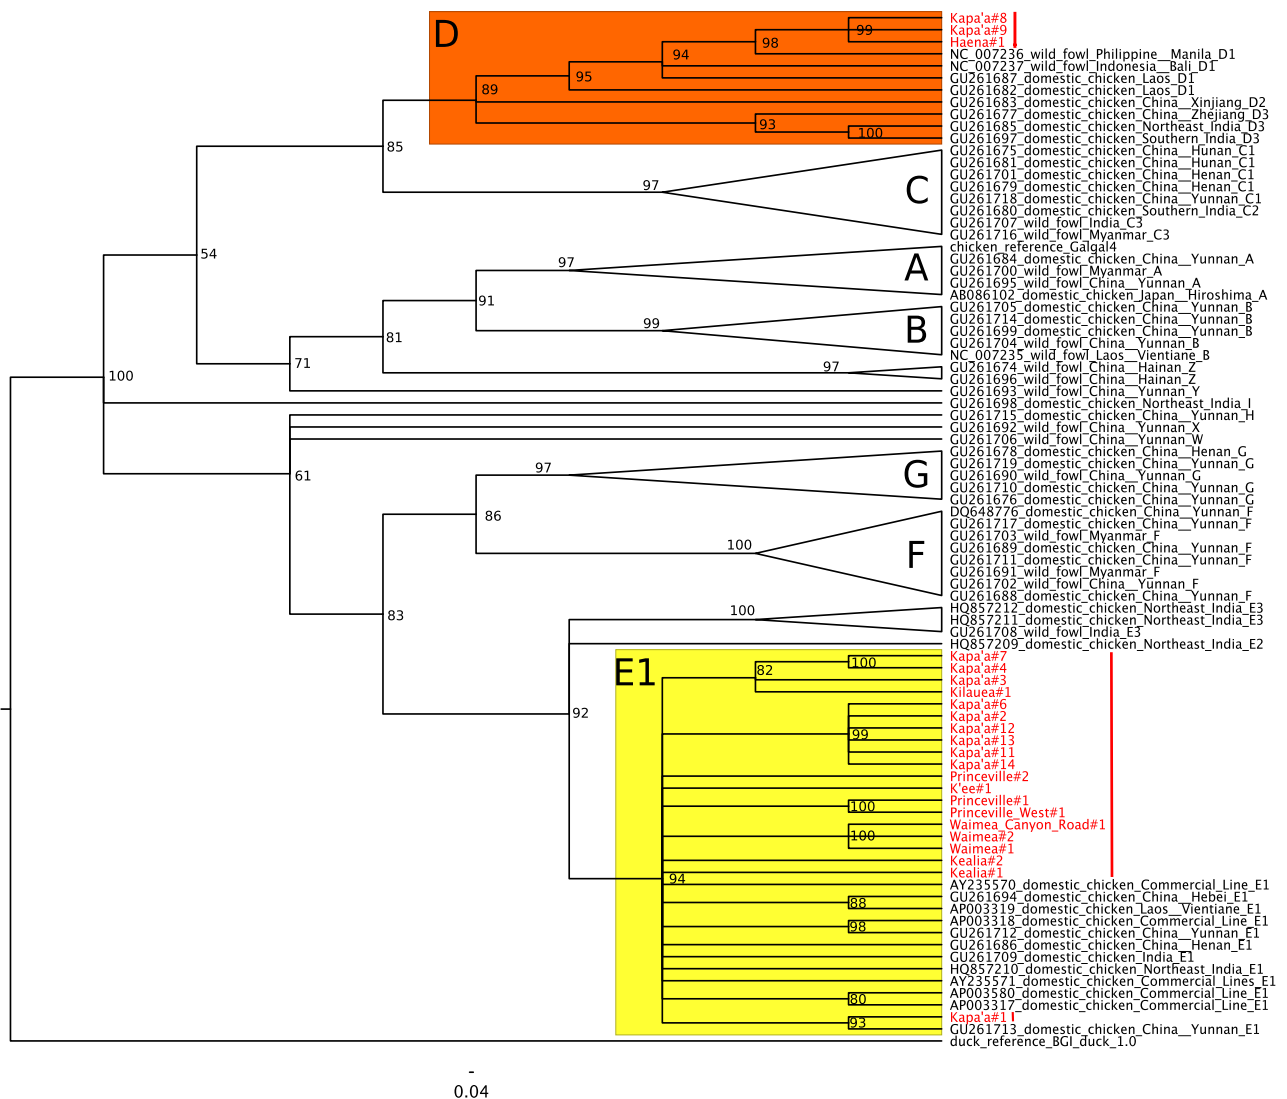 D
Kapa'a#8
99
Kapa'a#9
Haena#1
98
94
NC_007236_wild_fowl_Philippine__Manila_D1
NC_007237_wild_fowl_Indonesia__Bali_D1
95
GU261687_domestic_chicken_Laos_D1
89
GU261682_domestic_chicken_Laos_D1
GU261683_domestic_chicken_China__Xinjiang_D2
GU261677_domestic_chicken_China__Zhejiang_D3
93
GU261685_domestic_chicken_Northeast_India_D3
100
GU261697_domestic_chicken_Southern_India_D3
85
GU261675_domestic_chicken_China__Hunan_C1
GU261681_domestic_chicken_China__Hunan_C1
GU261701_domestic_chicken_China__Henan_C1
97
C
GU261679_domestic_chicken_China__Henan_C1
GU261718_domestic_chicken_China__Yunnan_C1
GU261680_domestic_chicken_Southern_India_C2
GU261707_wild_fowl_India_C3
GU261716_wild_fowl_Myanmar_C3
chicken_reference_Galgal4
54
97
A
GU261684_domestic_chicken_China__Yunnan_A
GU261700_wild_fowl_Myanmar_A
GU261695_wild_fowl_China__Yunnan_A
AB086102_domestic_chicken_Japan__Hiroshima_A
91
GU261705_domestic_chicken_China__Yunnan_B
GU261714_domestic_chicken_China__Yunnan_B
99
B
GU261699_domestic_chicken_China__Yunnan_B
81
GU261704_wild_fowl_China__Yunnan_B
NC_007235_wild_fowl_Laos__Vientiane_B
71
97
GU261674_wild_fowl_China__Hainan_Z
100
GU261696_wild_fowl_China__Hainan_Z
GU261693_wild_fowl_China__Yunnan_Y
GU261698_domestic_chicken_Northeast_India_I
GU261715_domestic_chicken_China__Yunnan_H
GU261692_wild_fowl_China__Yunnan_X
GU261706_wild_fowl_China__Yunnan_W
GU261678_domestic_chicken_China__Henan_G
97
GU261719_domestic_chicken_China__Yunnan_G
61
G
GU261690_wild_fowl_China__Yunnan_G
GU261710_domestic_chicken_China__Yunnan_G
GU261676_domestic_chicken_China__Yunnan_G
86
DQ648776_domestic_chicken_China__Yunnan_F
GU261717_domestic_chicken_China__Yunnan_F
GU261703_wild_fowl_Myanmar_F
100
F
GU261689_domestic_chicken_China__Yunnan_F
GU261711_domestic_chicken_China__Yunnan_F
GU261691_wild_fowl_Myanmar_F
GU261702_wild_fowl_China__Yunnan_F
GU261688_domestic_chicken_China__Yunnan_F
83
100
HQ857212_domestic_chicken_Northeast_India_E3
HQ857211_domestic_chicken_Northeast_India_E3
GU261708_wild_fowl_India_E3
HQ857209_domestic_chicken_Northeast_India_E2
E1
Kapa'a#7
100
Kapa'a#4
82
Kapa'a#3
Kilauea#1
Kapa'a#6
92
Kapa'a#2
Kapa'a#12
99
Kapa'a#13
Kapa'a#11
Kapa'a#14
Princeville#2
K'ee#1
Princeville#1
100
Princeville_West#1
Waimea_Canyon_Road#1
100
Waimea#2
Waimea#1
Kealia#2
Kealia#1
94
AY235570_domestic_chicken_Commercial_Line_E1
GU261694_domestic_chicken_China__Hebei_E1
88
AP003319_domestic_chicken_Laos__Vientiane_E1
AP003318_domestic_chicken_Commercial_Line_E1
98
GU261712_domestic_chicken_China__Yunnan_E1
GU261686_domestic_chicken_China__Henan_E1
GU261709_domestic_chicken_India_E1
HQ857210_domestic_chicken_Northeast_India_E1
AY235571_domestic_chicken_Commercial_Lines_E1
AP003580_domestic_chicken_Commercial_Line_E1
80
AP003317_domestic_chicken_Commercial_Line_E1
Kapa'a#1
93
GU261713_domestic_chicken_China__Yunnan_E1
duck_reference_BGI_duck_1.0
0.04